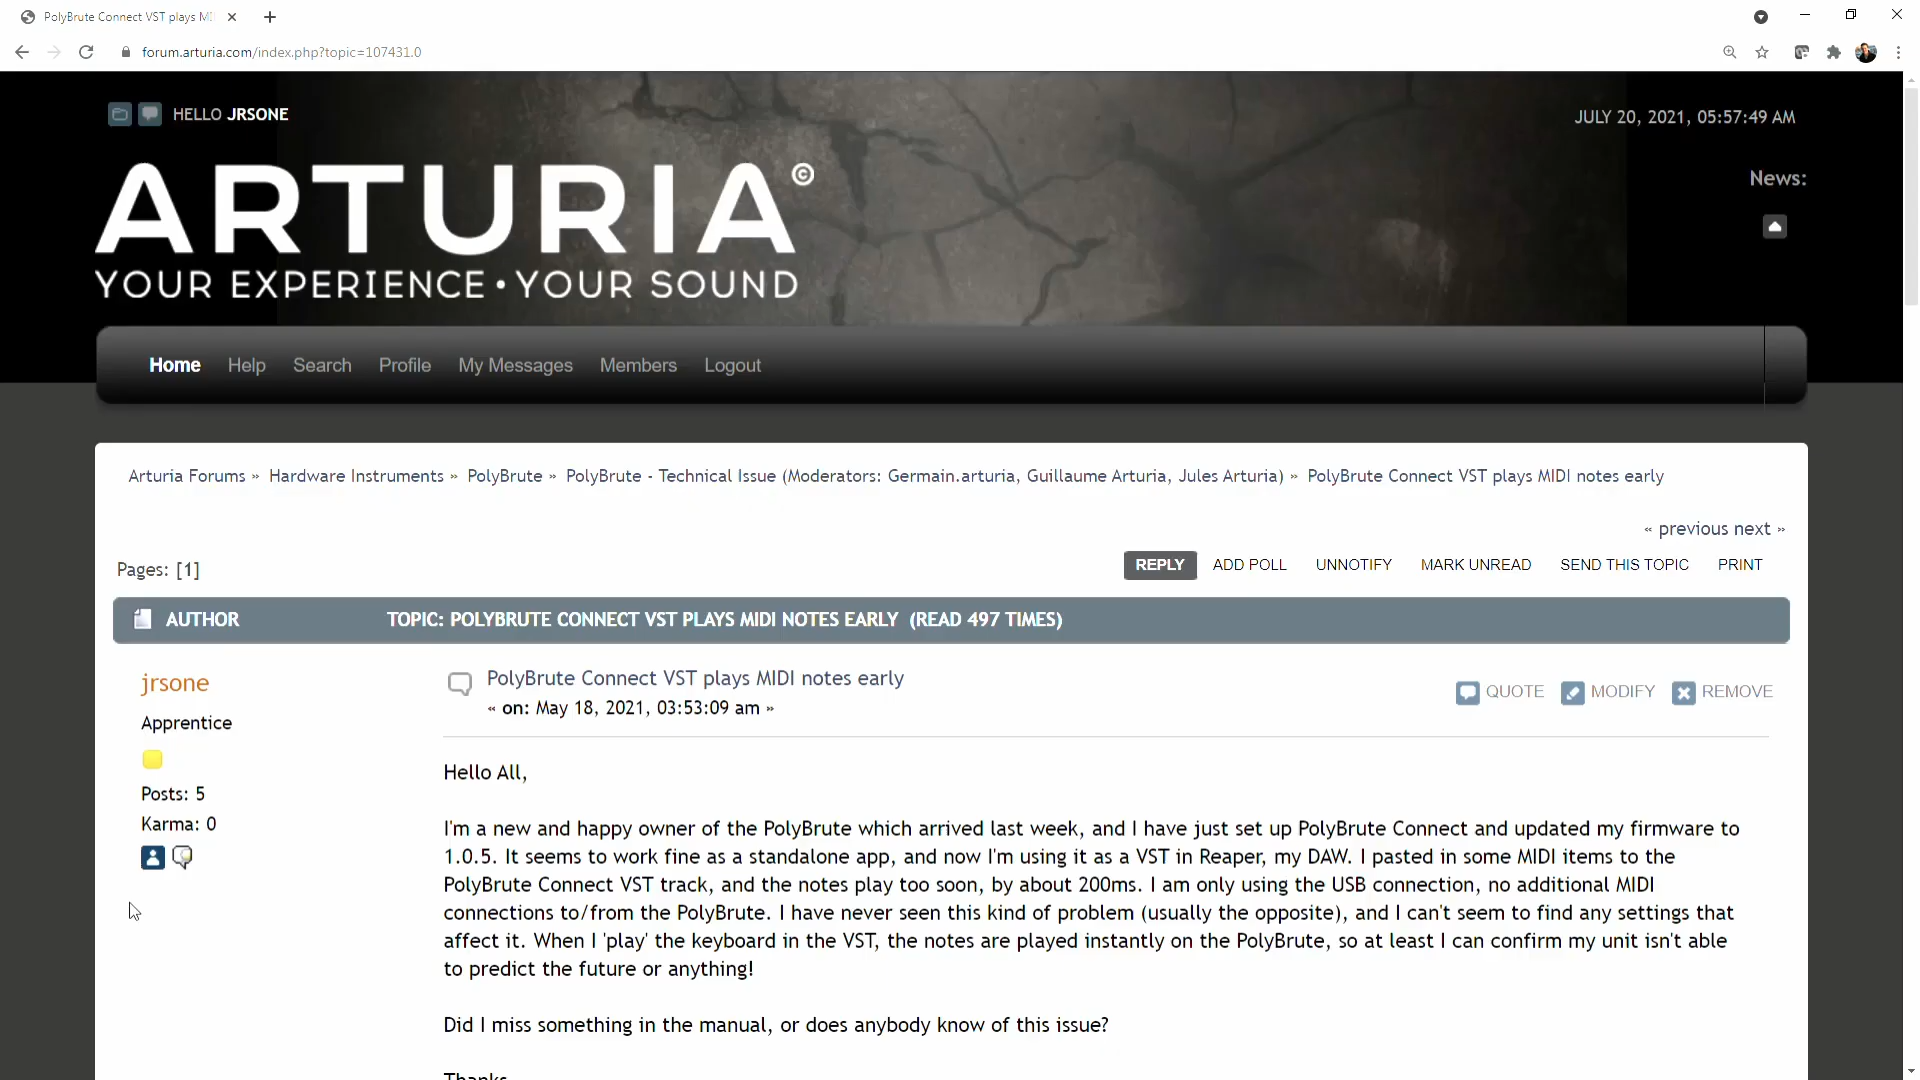 PolyBrute Connect VST plays MI
forum.arturia.com/index.php?topic=107431.0
HELLO JRSONE
JULY 20, 2021, 05:57:49 AM
ARTURIA©
YOUR EXPERIENCE • YOUR SOUND
News:
Home Help Search Profile My Messages Members Logout
Arturia Forums » Hardware Instruments » PolyBrute » PolyBrute - Technical Issue (Moderators: Germain.arturia, Guillaume Arturia, Jules Arturia) » PolyBrute Connect VST plays MIDI notes early
« previous next »
Pages: [1]
REPLY ADD POLL UNNOTIFY MARK UNREAD SEND THIS TOPIC PRINT
AUTHOR TOPIC: POLYBRUTE CONNECT VST PLAYS MIDI NOTES EARLY (READ 497 TIMES)
jrsone
Apprentice
Posts: 5
Karma: 0
PolyBrute Connect VST plays MIDI notes early
« on: May 18, 2021, 03:53:09 am »
QUOTE MODIFY REMOVE
Hello All,
I'm a new and happy owner of the PolyBrute which arrived last week, and I have just set up PolyBrute Connect and updated my firmware to
1.0.5. It seems to work fine as a standalone app, and now I'm using it as a VST in Reaper, my DAW. I pasted in some MIDI items to the
PolyBrute Connect VST track, and the notes play too soon, by about 200ms. I am only using the USB connection, no additional MIDI
connections to/from the PolyBrute. I have never seen this kind of problem (usually the opposite), and I can't seem to find any settings that
affect it. When I 'play' the keyboard in the VST, the notes are played instantly on the PolyBrute, so at least I can confirm my unit isn't able
to predict the future or anything!
Did I miss something in the manual, or does anybody know of this issue?
Thanks